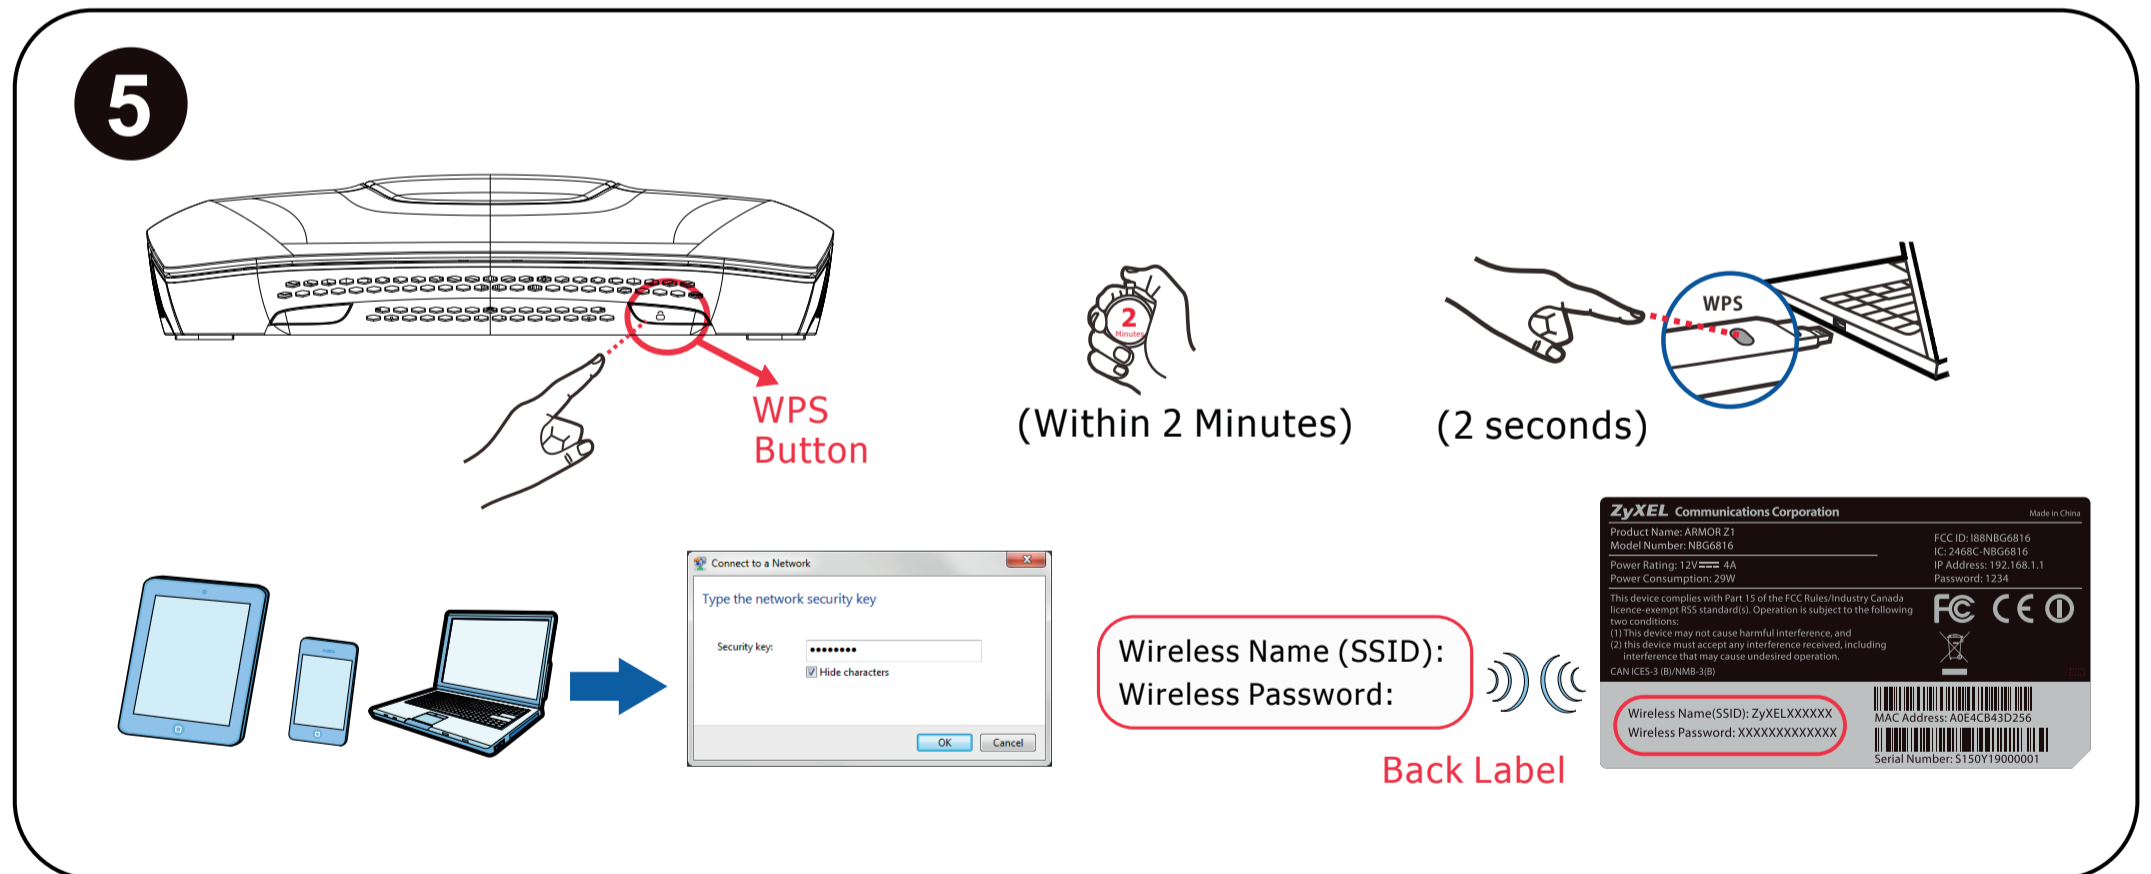 5
WPS
Button
2
Minutes
(Within 2 Minutes)
WPS
(2 seconds)
Connect to a Network
Type the network security key
Security key:
Hide characters
OK
Cancel
Wireless Name (SSID):
Wireless Password:
Back Label
ZyXEL Communications Corporation
Made in China
Product Name: ARMOR Z1
Model Number: NBG6816
Power Rating: 12V 4A
Power Consumption: 29W
FCC ID: I88NBG6816
IC: 2468C-NBG6816
IP Address: 192.168.1.1
Password: 1234
This device complies with Part 15 of the FCC Rules/Industry Canada
licence-exempt RSS standard(s). Operation is subject to the following
two conditions:
(1) This device may not cause harmful interference, and
(2) this device must accept any interference received, including
interference that may cause undesired operation.
CAN ICES-3 (B)/NMB-3(B)
FC CE
Wireless Name(SSID): ZyXELXXXXXX
Wireless Password: XXXXXXXXXXXXX
MAC Address: A0E4CB43D256
Serial Number: S150Y19000001